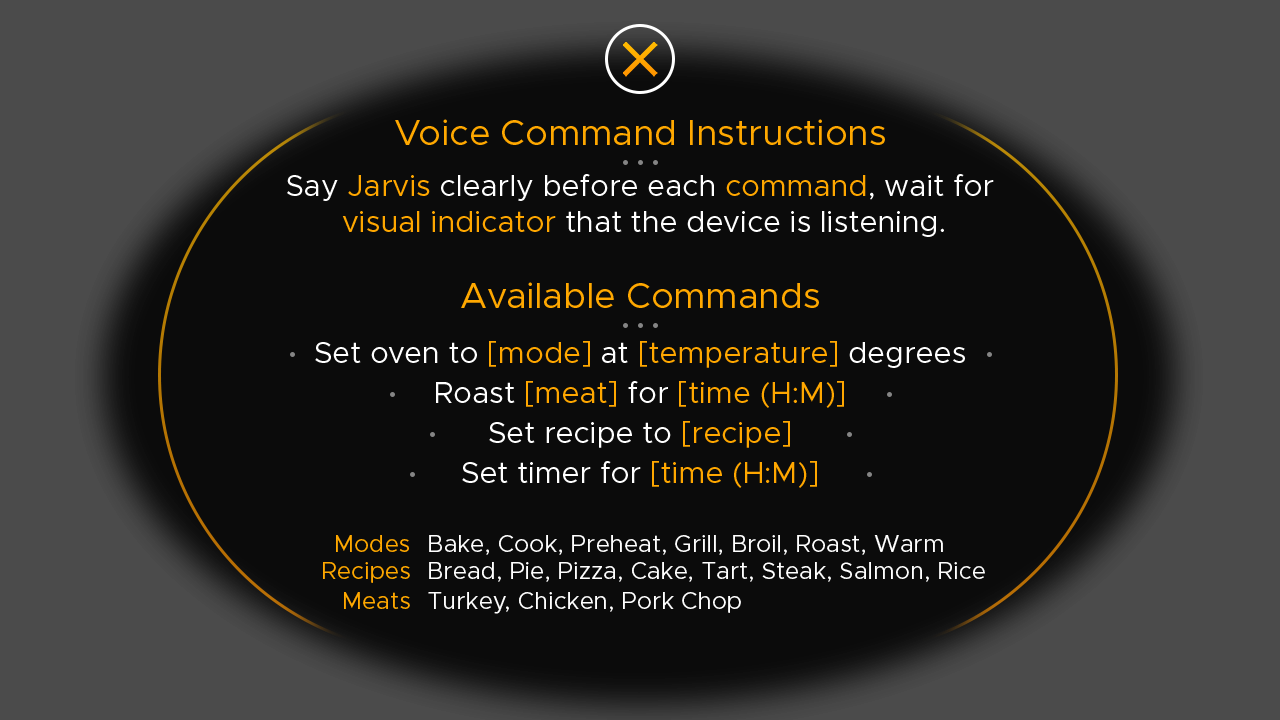 Voice Command Instructions
Say Jarvis clearly before each command, wait for
visual indicator that the device is listening.
Available Commands
Set oven to [mode] at [temperature] degrees
Roast [meat] for [time (H:M)]
Set recipe to [recipe]
Set timer for [time (H:M)]
Modes Bake, Cook, Preheat, Grill, Broil, Roast, Warm
Recipes Bread, Pie, Pizza, Cake, Tart, Steak, Salmon, Rice
Meats Turkey, Chicken, Pork Chop